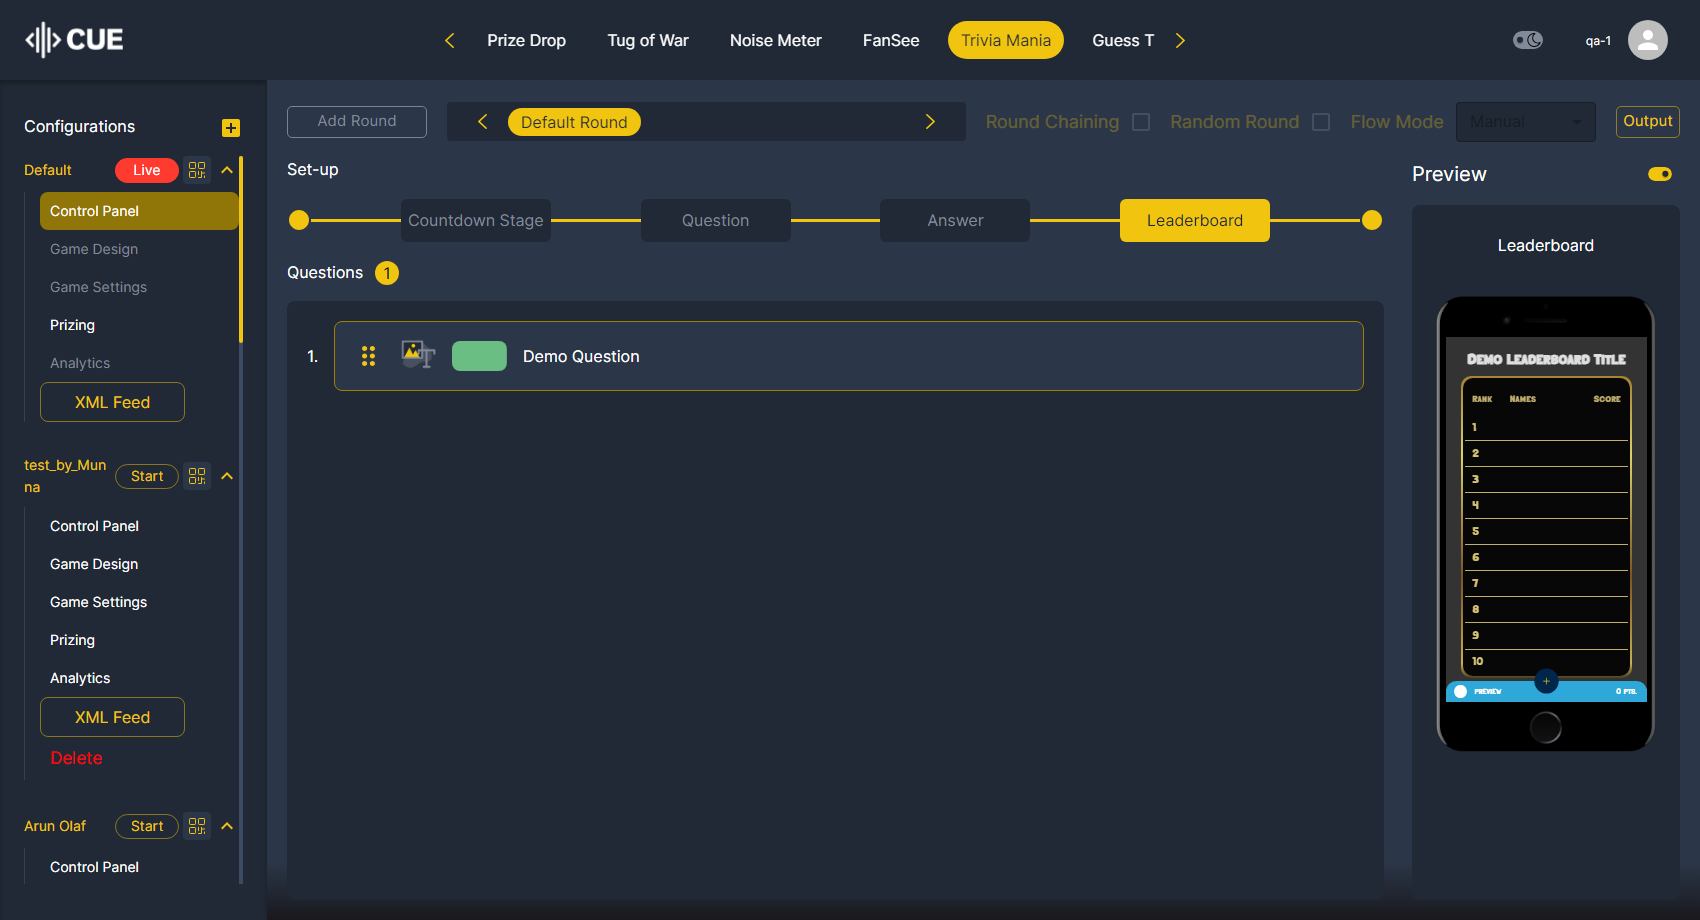 CUE
Prize Drop
Tug of War
Noise Meter
FanSee
Trivia Mania
Guess T
qa-1
Configurations
Default
Live
Control Panel
Game Design
Game Settings
Prizing
Analytics
XML Feed
test_by_Mun
na
Start
Control Panel
Game Design
Game Settings
Prizing
Analytics
XML Feed
Delete
Arun Olaf
Start
Control Panel
Add Round
Default Round
Round Chaining
Random Round
Flow Mode
Manual
Output
Set-up
Countdown Stage
Question
Answer
Leaderboard
Questions
1
1.
Demo Question
Preview
Leaderboard
Demo Leaderboard Title
Rank Names Score
1
2
3
4
5
6
7
8
9
10
Preview
0 pts.